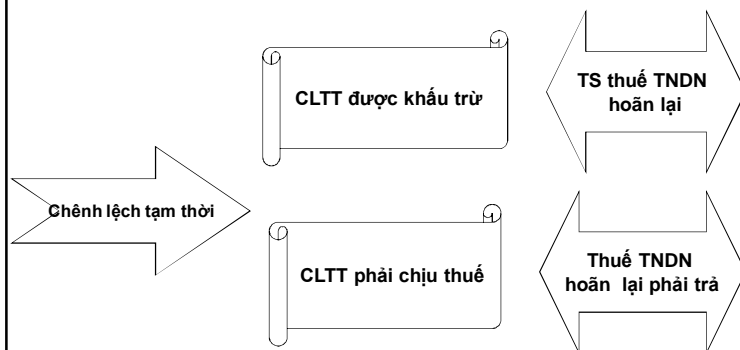 CLTT được khấu trừ
TS thuế TNDN
hoãn lại
Chênh lệch tạm thời
CLTT phải chịu thuế
Thuế TNDN
hoãn lại phải trả